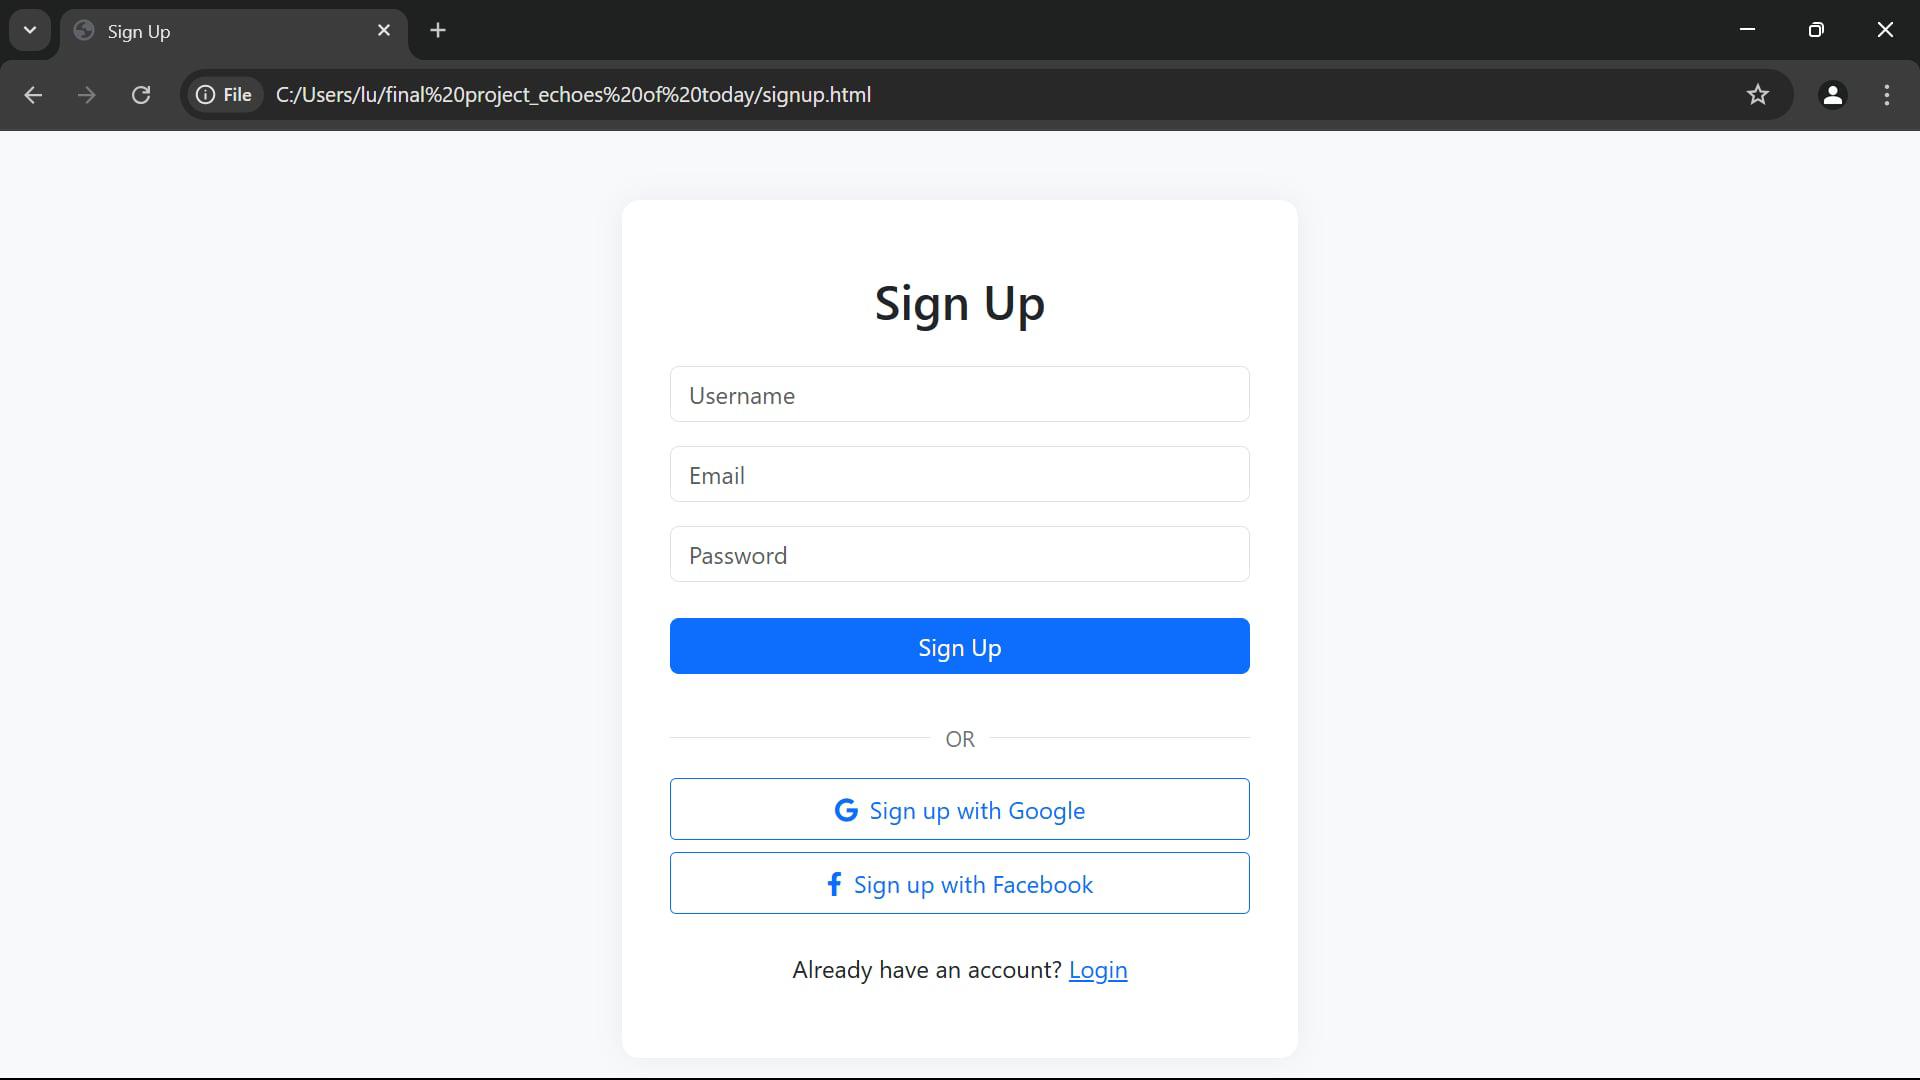 Sign Up
File C:/Users/lu/final%20project_echoes%20of%20today/signup.html
Sign Up
Username
Email
Password
Sign Up
OR
Sign up with Google
Sign up with Facebook
Already have an account? Login